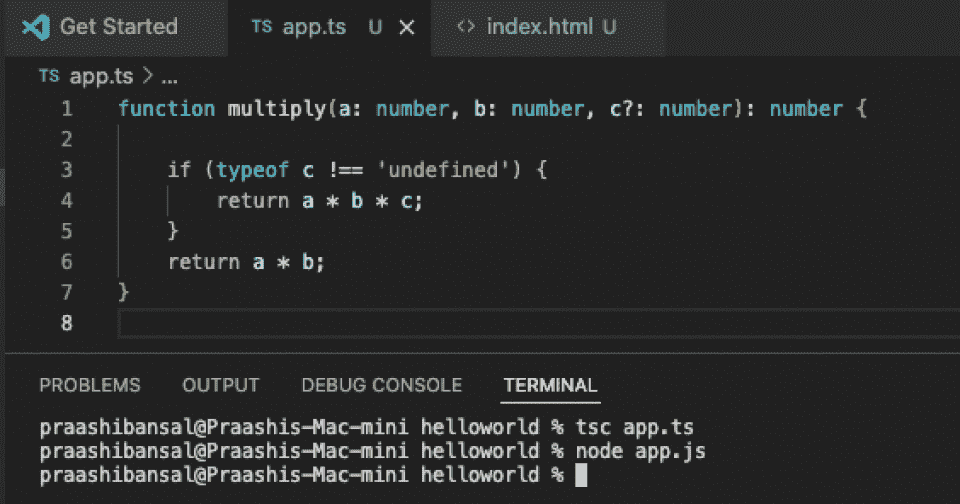 Get Started TS app.ts U × <> index.html U
TS app.ts > ...
1 function multiply(a: number, b: number, c?: number): number {
2
3 if (typeof c !== 'undefined') {
4 return a * b * c;
5 }
6 return a * b;
7 }
8
PROBLEMS OUTPUT DEBUG CONSOLE TERMINAL
praashibansal@Praashis-Mac-mini helloworld % tsc app.ts
praashibansal@Praashis-Mac-mini helloworld % node app.js
praashibansal@Praashis-Mac-mini helloworld %